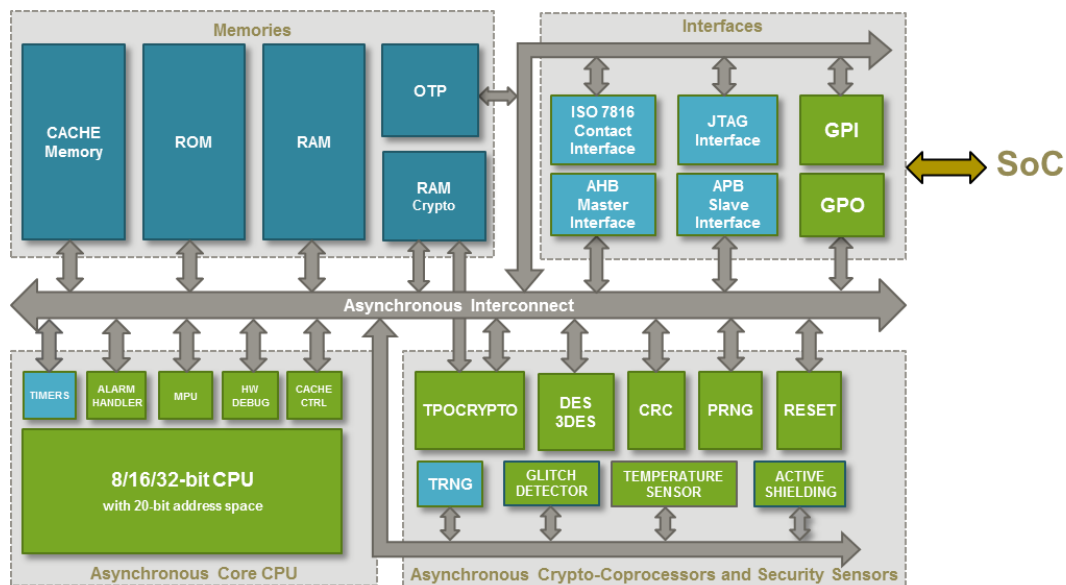 Memories
CACHE
Memory
ROM
RAM
OTP
RAM
Crypto
Interfaces
ISO 7816
Contact
Interface
JTAG
Interface
GPI
AHB
Master
Interface
APB
Slave
Interface
GPO
SoC
Asynchronous Interconnect
TIMERS
ALARM
HANDLER
MPU
HW
DEBUG
CACHE
CTRL
8/16/32-bit CPU
with 20-bit address space
Asynchronous Core CPU
TPOCRYPTO
DES
3DES
CRC
PRNG
RESET
TRNG
GLITCH
DETECTOR
TEMPERATURE
SENSOR
ACTIVE
SHIELDING
Asynchronous Crypto-Coprocessors and Security Sensors